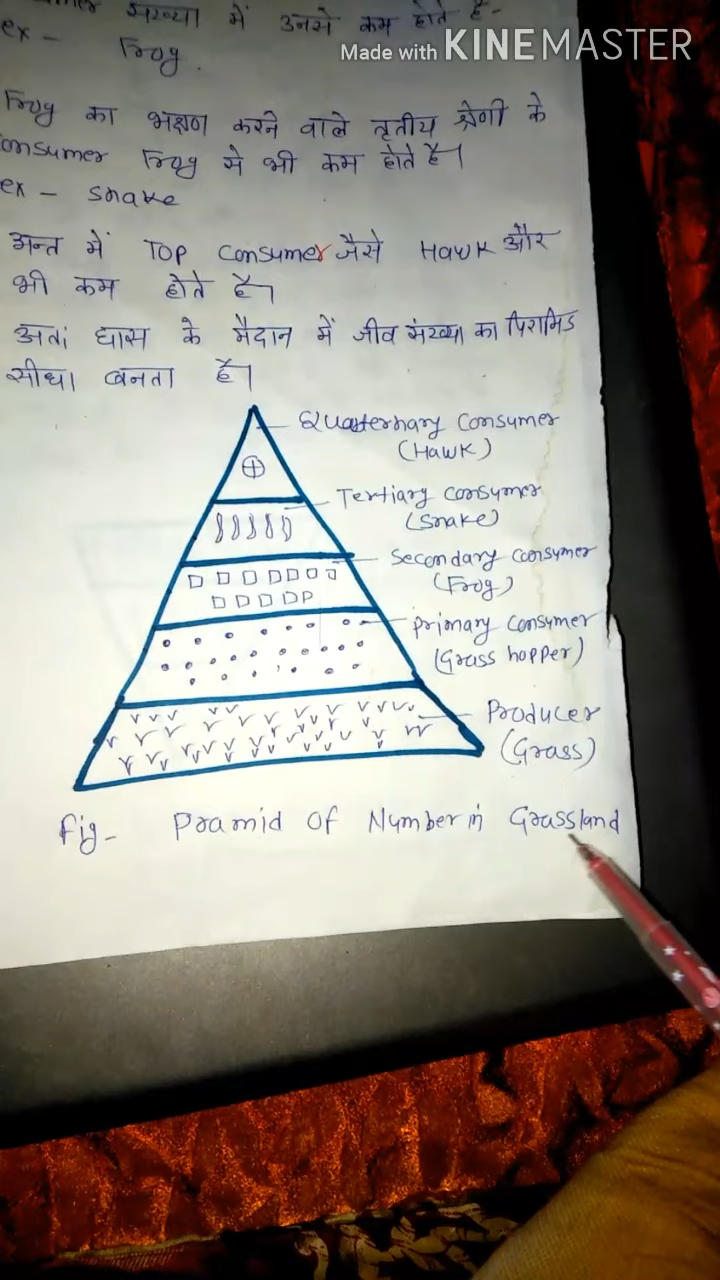 संख्या में उनसे कम होते है-
ex- Frog.
Made with KINEMASTER
Frog का भक्षण करने वाले तृतीय श्रेणी के
onsumer Frog से भी कम होते है।
ex - snake
अन्त में TOP Consumer जैसे Hawk और
भी कम होते है।
अतः घास के मैदान में जीव संख्या का पिरामिड
सीधा बनता है।
Quaternary Consumer
(Hawk)
Tertiary consumer
(snake)
Secondary consumer
(Frog)
primary consumer
(Grass hopper)
Producer
(Grass)
Fig- Pramid Of Number in Grassland